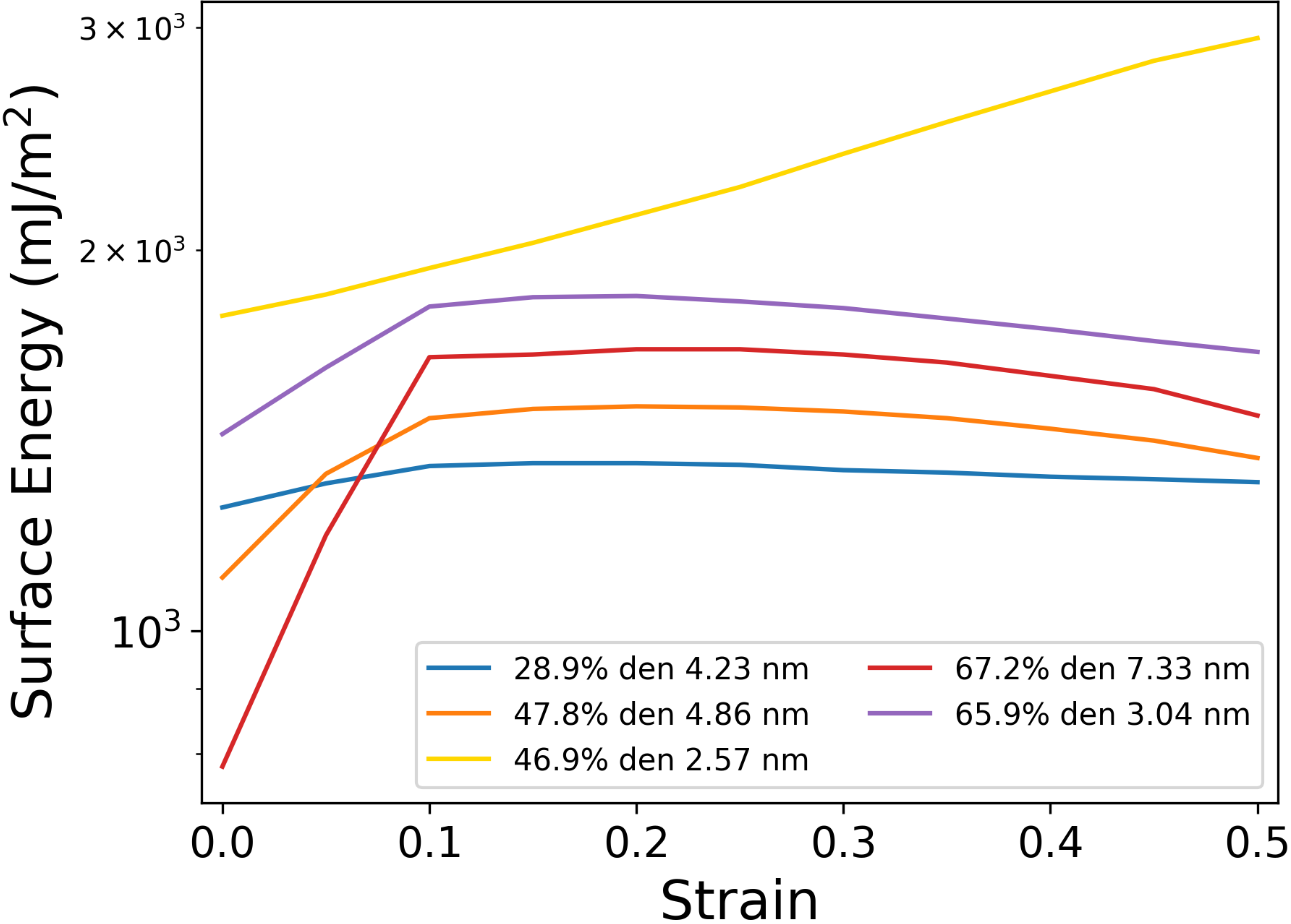 Surface Energy (mJ/m²)
3 × 10³
2 × 10³
10³
28.9% den 4.23 nm
47.8% den 4.86 nm
46.9% den 2.57 nm
67.2% den 7.33 nm
65.9% den 3.04 nm
0.0 0.1 0.2 0.3 0.4 0.5
Strain